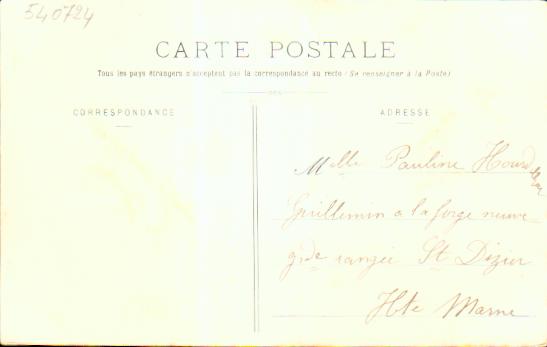 540724
CARTE POSTALE
Tous les pays étrangers n'acceptent pas la correspondance au recto (Se renseigner à la Poste)
CORRESPONDANCE
ADRESSE
Melle Pauline
Guillemin a la forge neuve
gde rangée St Dizier
Hte Marne